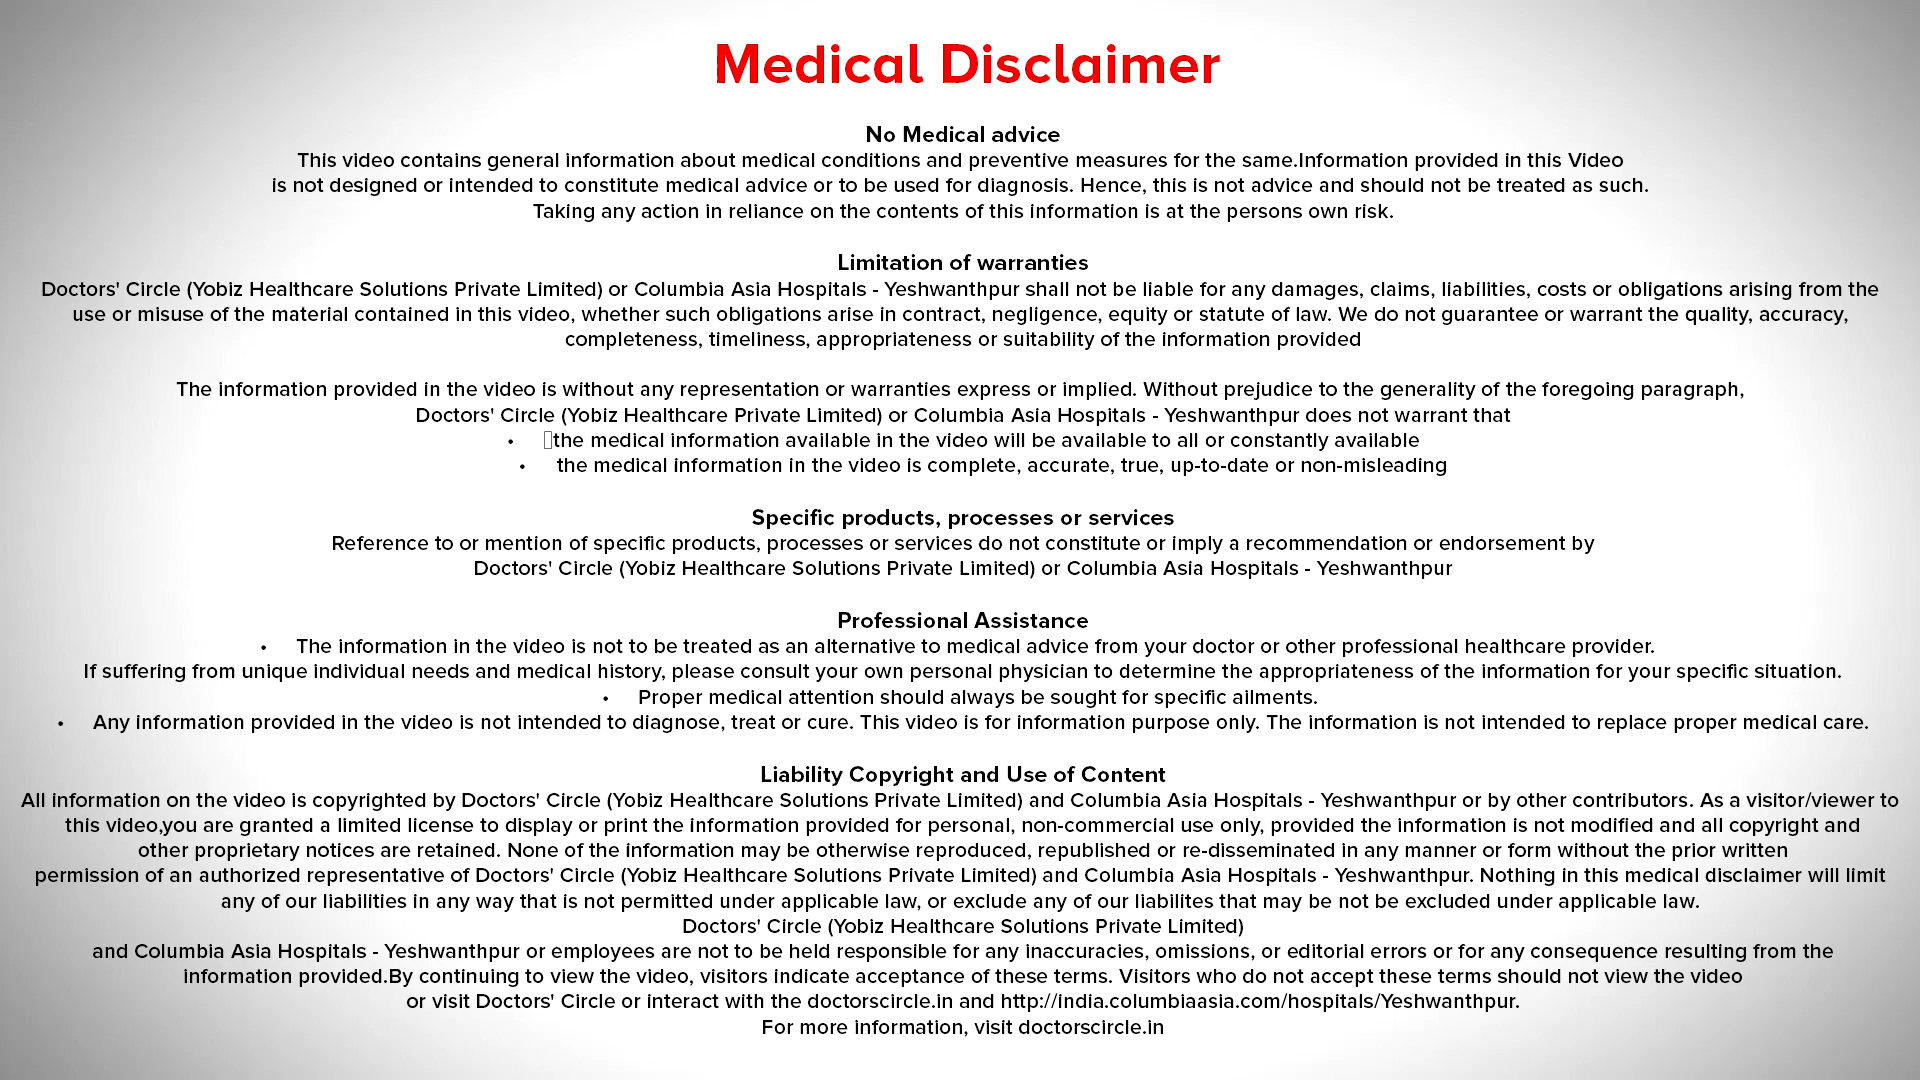 Medical Disclaimer
No Medical advice
This video contains general information about medical conditions and preventive measures for the same.Information provided in this Video
is not designed or intended to constitute medical advice or to be used for diagnosis. Hence, this is not advice and should not be treated as such.
Taking any action in reliance on the contents of this information is at the persons own risk.
Limitation of warranties
Doctors' Circle (Yobiz Healthcare Solutions Private Limited) or Columbia Asia Hospitals - Yeshwanthpur shall not be liable for any damages, claims, liabilities, costs or obligations arising from the
use or misuse of the material contained in this video, whether such obligations arise in contract, negligence, equity or statute of law. We do not guarantee or warrant the quality, accuracy,
completeness, timeliness, appropriateness or suitability of the information provided
The information provided in the video is without any representation or warranties express or implied. Without prejudice to the generality of the foregoing paragraph,
Doctors' Circle (Yobiz Healthcare Private Limited) or Columbia Asia Hospitals - Yeshwanthpur does not warrant that
• the medical information available in the video will be available to all or constantly available
• the medical information in the video is complete, accurate, true, up-to-date or non-misleading
Specific products, processes or services
Reference to or mention of specific products, processes or services do not constitute or imply a recommendation or endorsement by
Doctors' Circle (Yobiz Healthcare Solutions Private Limited) or Columbia Asia Hospitals - Yeshwanthpur
Professional Assistance
• The information in the video is not to be treated as an alternative to medical advice from your doctor or other professional healthcare provider.
If suffering from unique individual needs and medical history, please consult your own personal physician to determine the appropriateness of the information for your specific situation.
• Proper medical attention should always be sought for specific ailments.
• Any information provided in the video is not intended to diagnose, treat or cure. This video is for information purpose only. The information is not intended to replace proper medical care.
Liability Copyright and Use of Content
All information on the video is copyrighted by Doctors' Circle (Yobiz Healthcare Solutions Private Limited) and Columbia Asia Hospitals - Yeshwanthpur or by other contributors. As a visitor/viewer to
this video,you are granted a limited license to display or print the information provided for personal, non-commercial use only, provided the information is not modified and all copyright and
other proprietary notices are retained. None of the information may be otherwise reproduced, republished or re-disseminated in any manner or form without the prior written
permission of an authorized representative of Doctors' Circle (Yobiz Healthcare Solutions Private Limited) and Columbia Asia Hospitals - Yeshwanthpur. Nothing in this medical disclaimer will limit
any of our liabilities in any way that is not permitted under applicable law, or exclude any of our liabilites that may be not be excluded under applicable law.
Doctors' Circle (Yobiz Healthcare Solutions Private Limited)
and Columbia Asia Hospitals - Yeshwanthpur or employees are not to be held responsible for any inaccuracies, omissions, or editorial errors or for any consequence resulting from the
information provided.By continuing to view the video, visitors indicate acceptance of these terms. Visitors who do not accept these terms should not view the video
or visit Doctors' Circle or interact with the doctorscircle.in and http://india.columbiaasia.com/hospitals/Yeshwanthpur.
For more information, visit doctorscircle.in